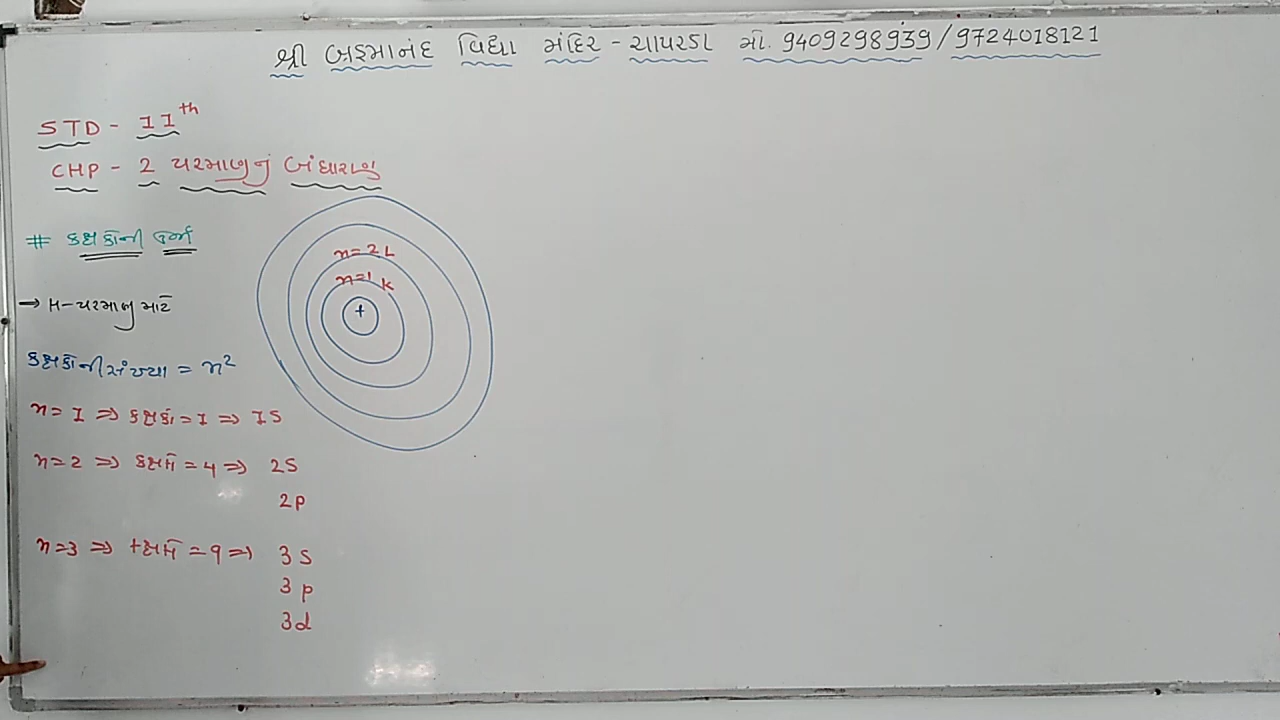 શ્રી બ્રહ્માનંદ વિદ્યા મંદિર - ચાપરડા મો. 9409298939/9724018121
STD - 11th
CHP - 2 પરમાણુનું બંધારણ
# કક્ષકોની ઉર્જા
→ H-પરમાણુ માટે
કક્ષકોની સંખ્યા = n²
n = 1 ⇒ કક્ષકો = 1 ⇒ 1s
n = 2 ⇒ કક્ષકો = 4 ⇒ 2s
2p
n = 3 ⇒ કક્ષકો = 9 ⇒ 3s
3p
3d
n = 2 L
n = 1 K
+